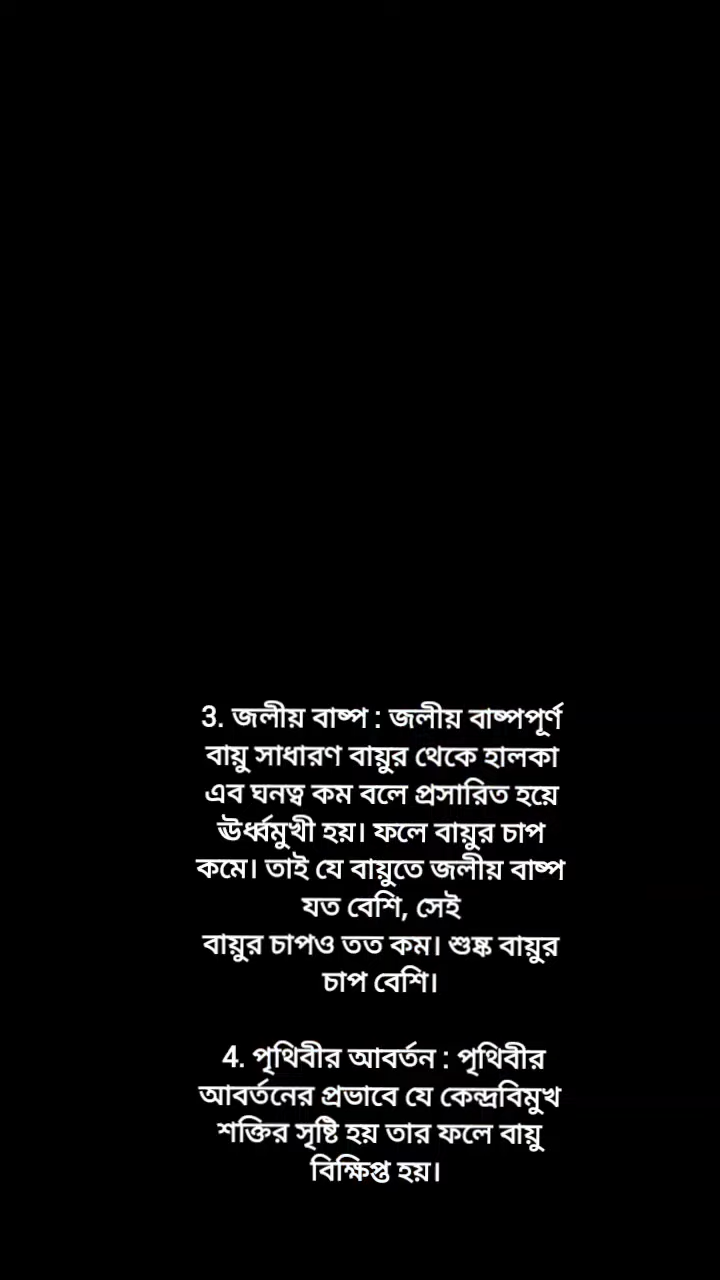 3. জলীয় বাষ্প : জলীয় বাষ্পপূর্ণ
বায়ু সাধারণ বায়ুর থেকে হালকা
এব ঘনত্ব কম বলে প্রসারিত হয়ে
ঊর্ধ্বমুখী হয়। ফলে বায়ুর চাপ
কমে। তাই যে বায়ুতে জলীয় বাষ্প
যত বেশি, সেই
বায়ুর চাপও তত কম। শুষ্ক বায়ুর
চাপ বেশি।
4. পৃথিবীর আবর্তন : পৃথিবীর
আবর্তনের প্রভাবে যে কেন্দ্রবিমুখ
শক্তির সৃষ্টি হয় তার ফলে বায়ু
বিক্ষিপ্ত হয়।